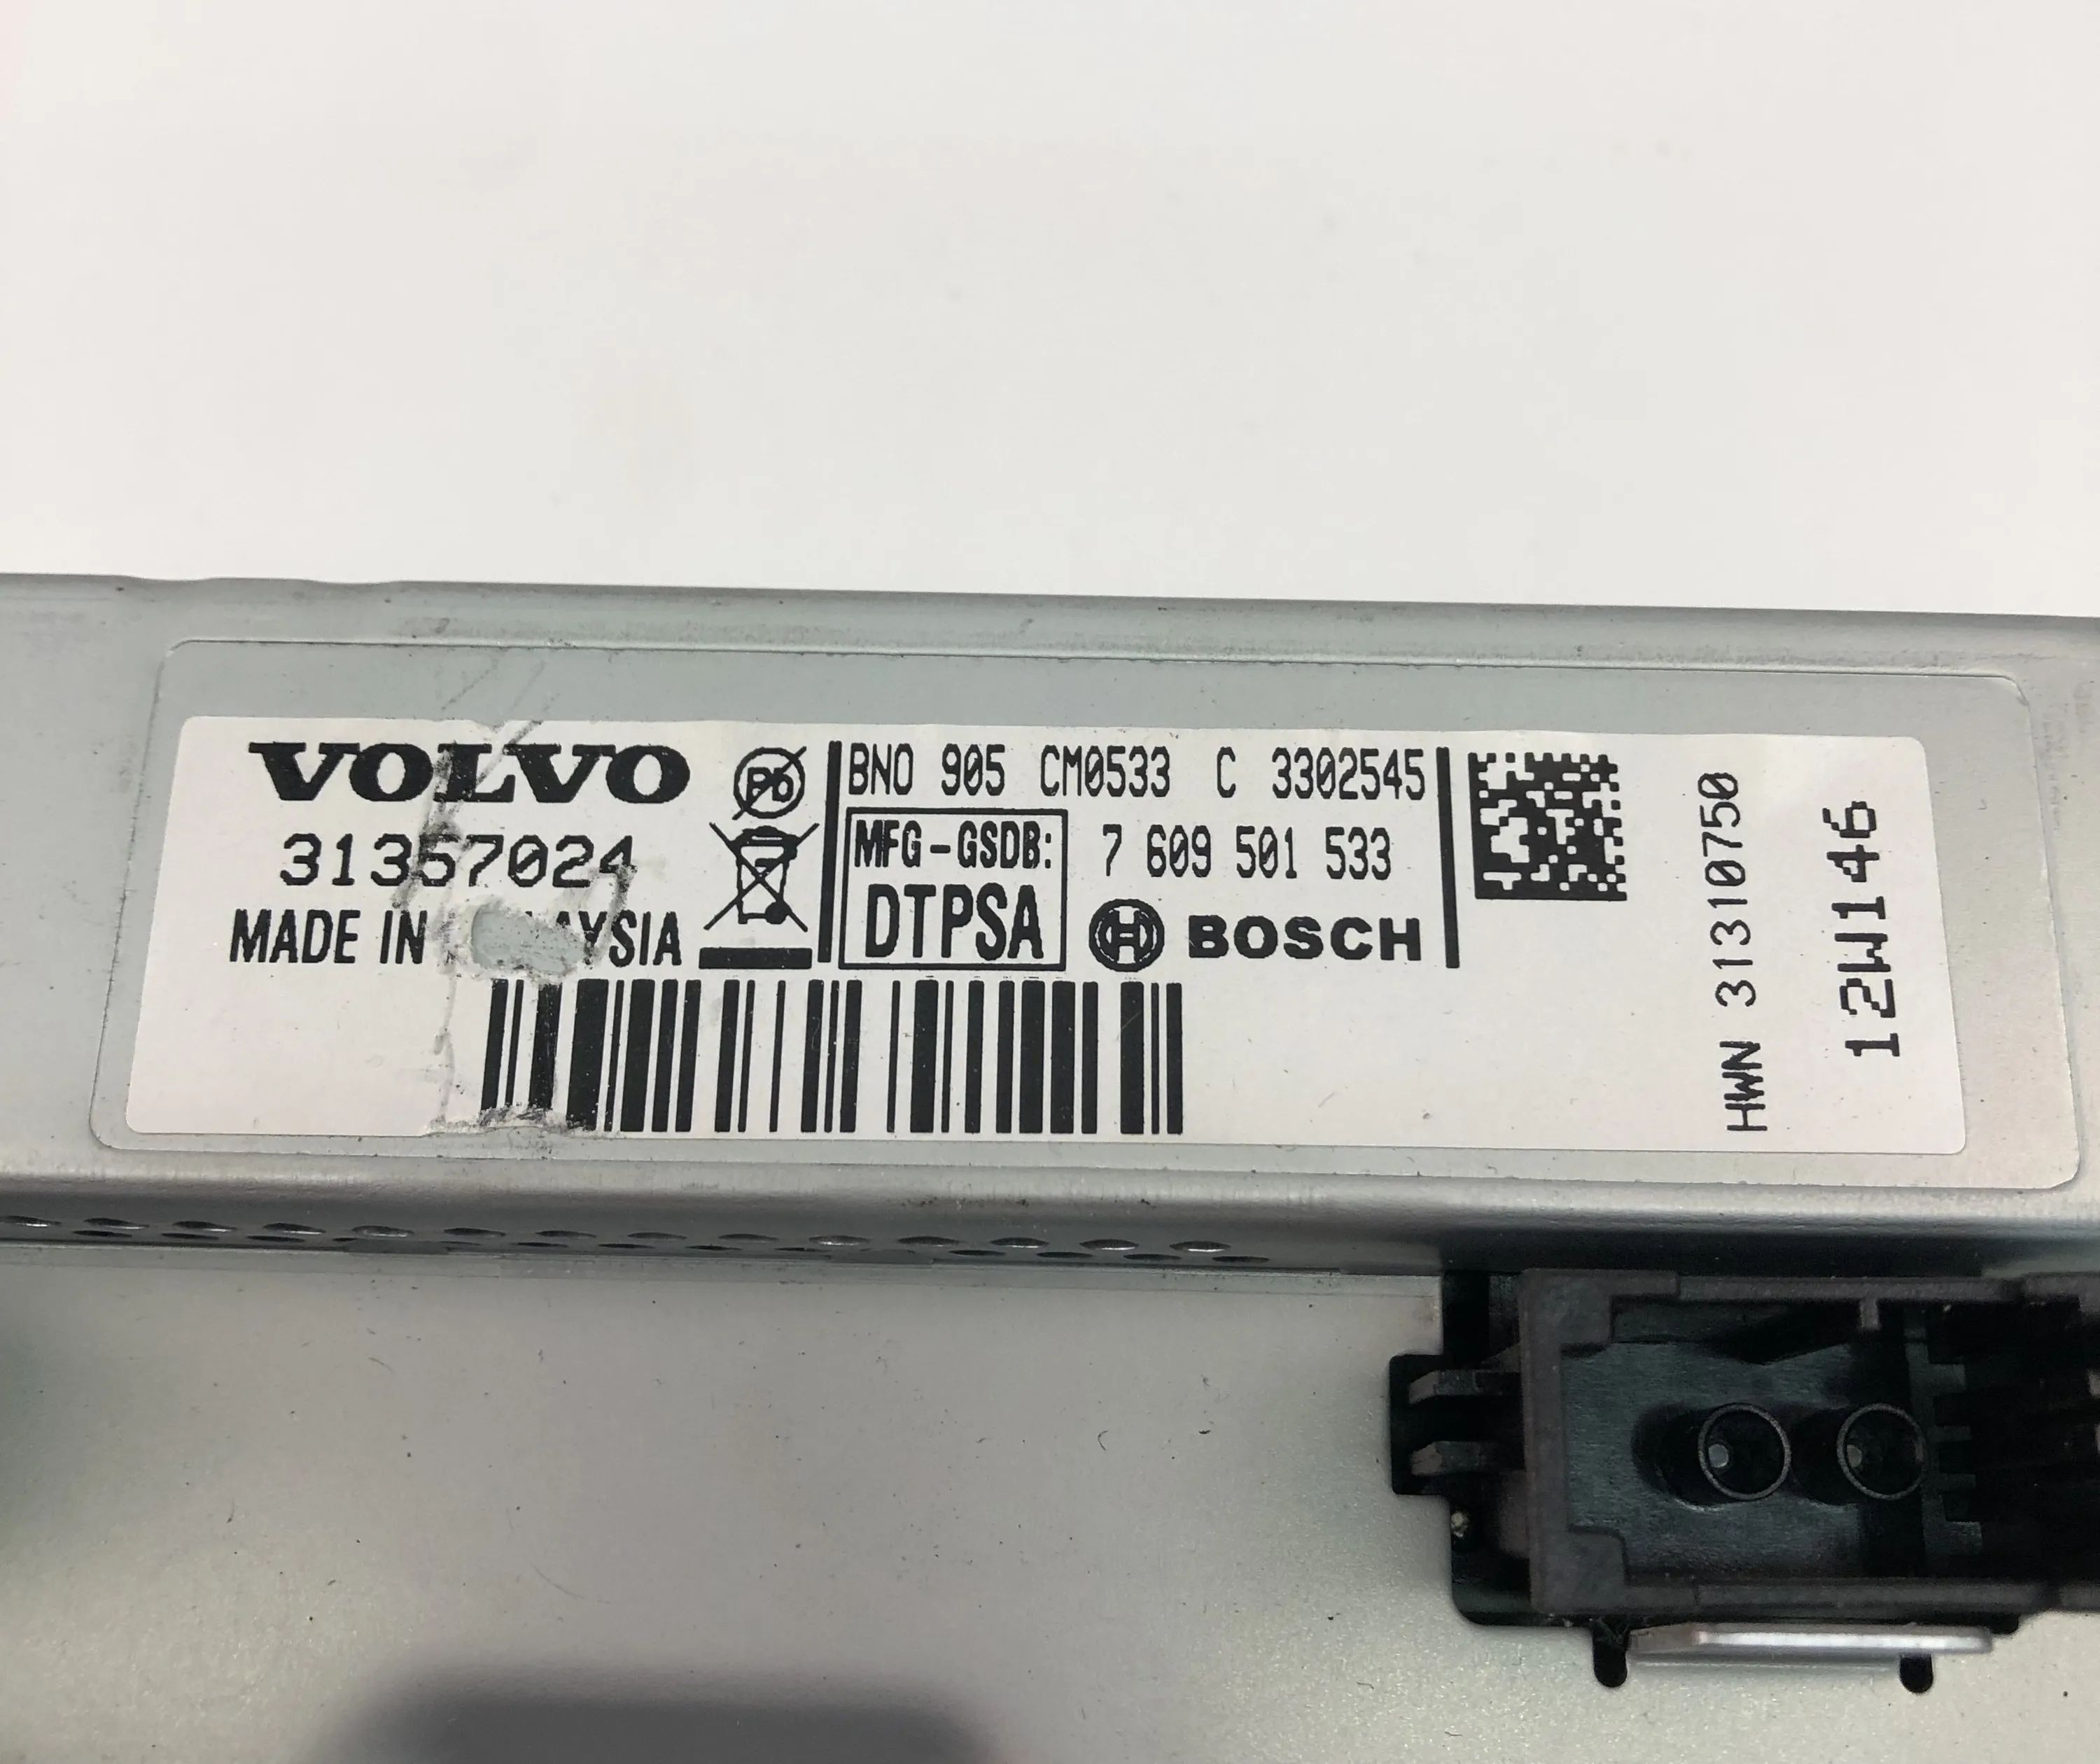 VOLVO
31357024
MADE IN
Pb
BNO 905 CM0533 C 3302545
MFG-GSDB:
DTPSA
7 609 501 533
BOSCH
HWN 31310750
12W146